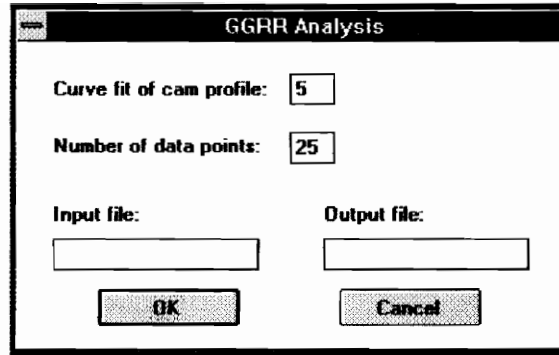 GGRR Analysis
Curve fit of cam profile: 5
Number of data points: 25
Input file: Output file:
OK Cancel